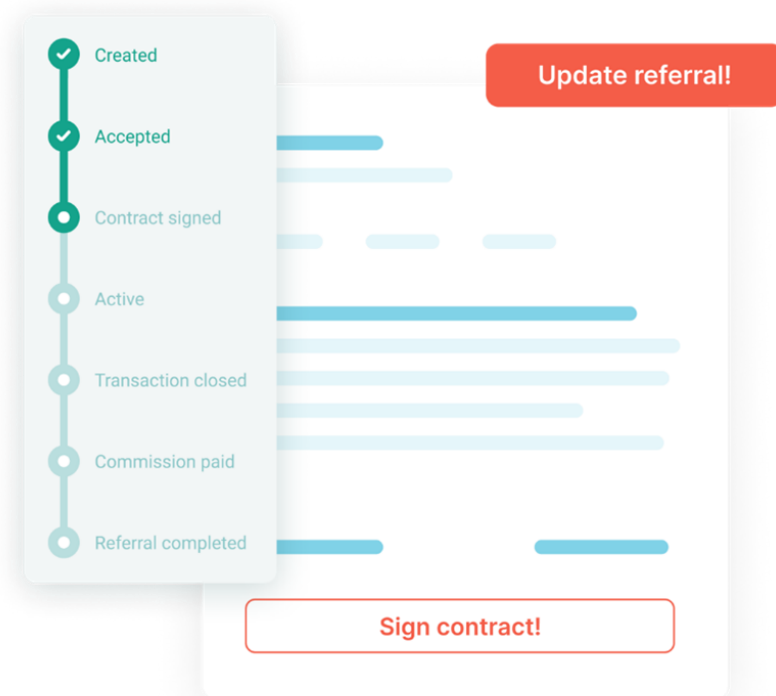 Created
Accepted
Contract signed
Active
Transaction closed
Commission paid
Referral completed
Update referral!
Sign contract!